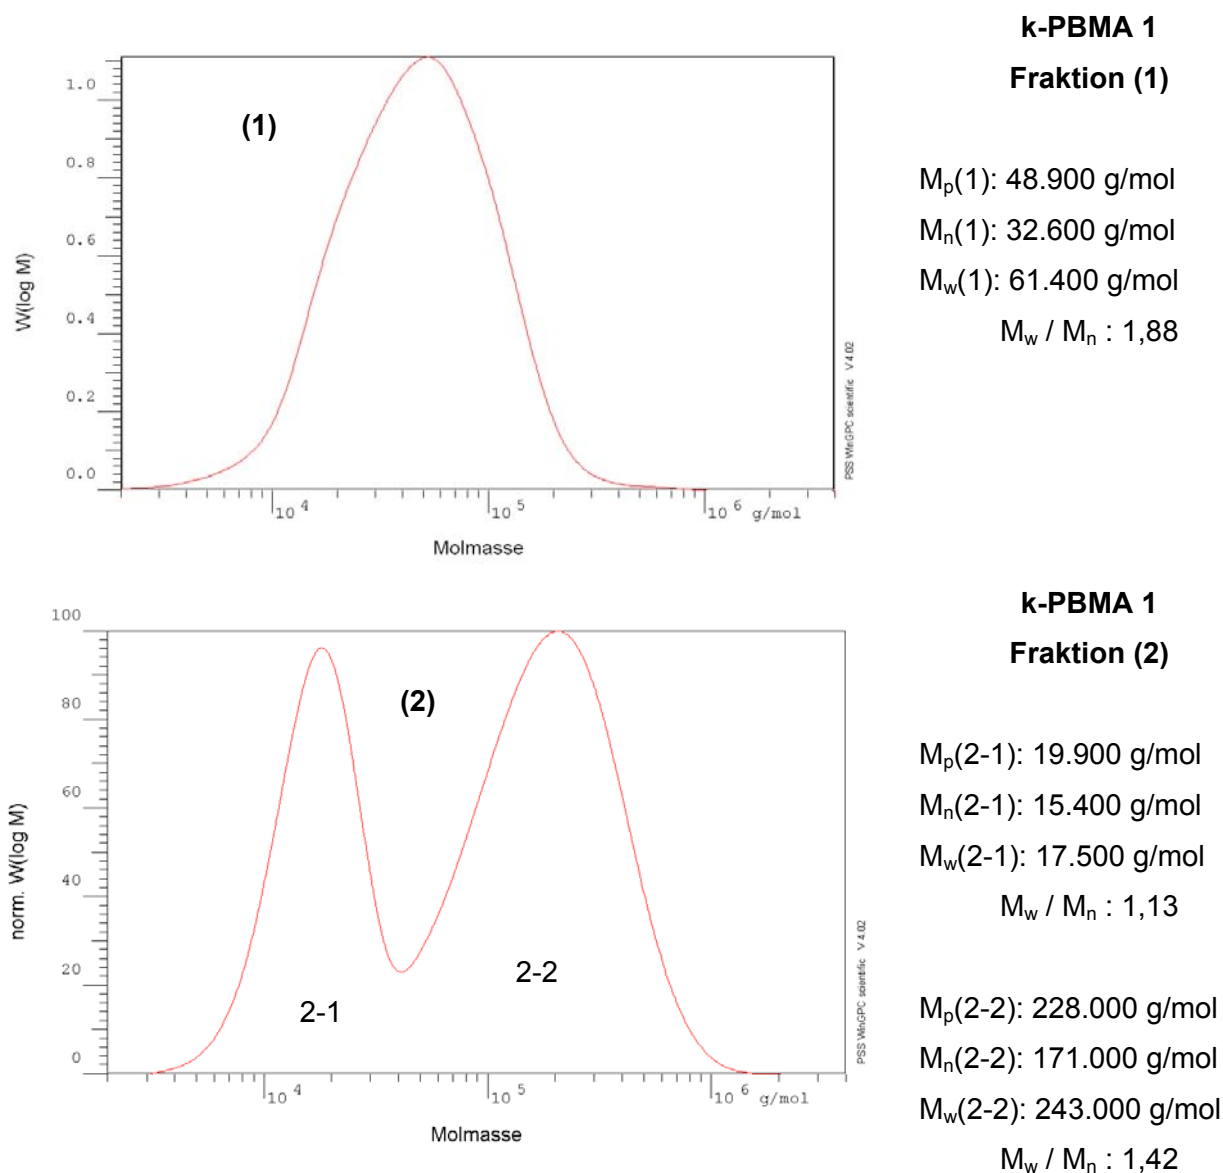 k-PBMA 1
Fraktion (1)
(1)
1.0
0.8
0.6
0.4
0.2
0.0
W(log M)
10 4
10 5
10 6 g/mol
Molmasse
PSS WinGPC scientific V 4.02
Mp(1): 48.900 g/mol
Mn(1): 32.600 g/mol
Mw(1): 61.400 g/mol
Mw / Mn : 1,88
k-PBMA 1
Fraktion (2)
(2)
100
80
60
40
20
0
norm. W(log M)
2-1
2-2
10 4
10 5
10 6 g/mol
Molmasse
PSS WinGPC scientific V 4.02
Mp(2-1): 19.900 g/mol
Mn(2-1): 15.400 g/mol
Mw(2-1): 17.500 g/mol
Mw / Mn : 1,13
Mp(2-2): 228.000 g/mol
Mn(2-2): 171.000 g/mol
Mw(2-2): 243.000 g/mol
Mw / Mn : 1,42